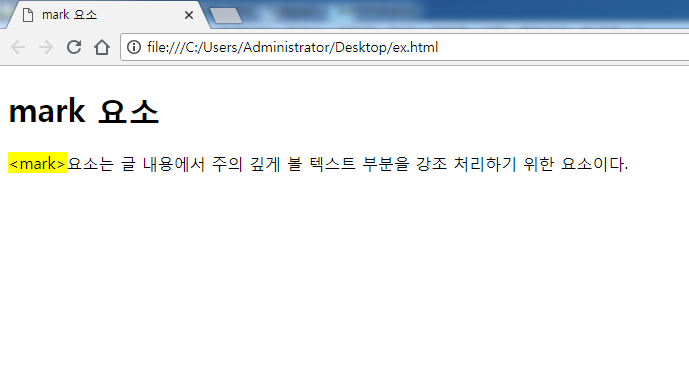 mark 요소
file:///C:/Users/Administrator/Desktop/ex.html
mark 요소
<mark>요소는 글 내용에서 주의 깊게 볼 텍스트 부분을 강조 처리하기 위한 요소이다.